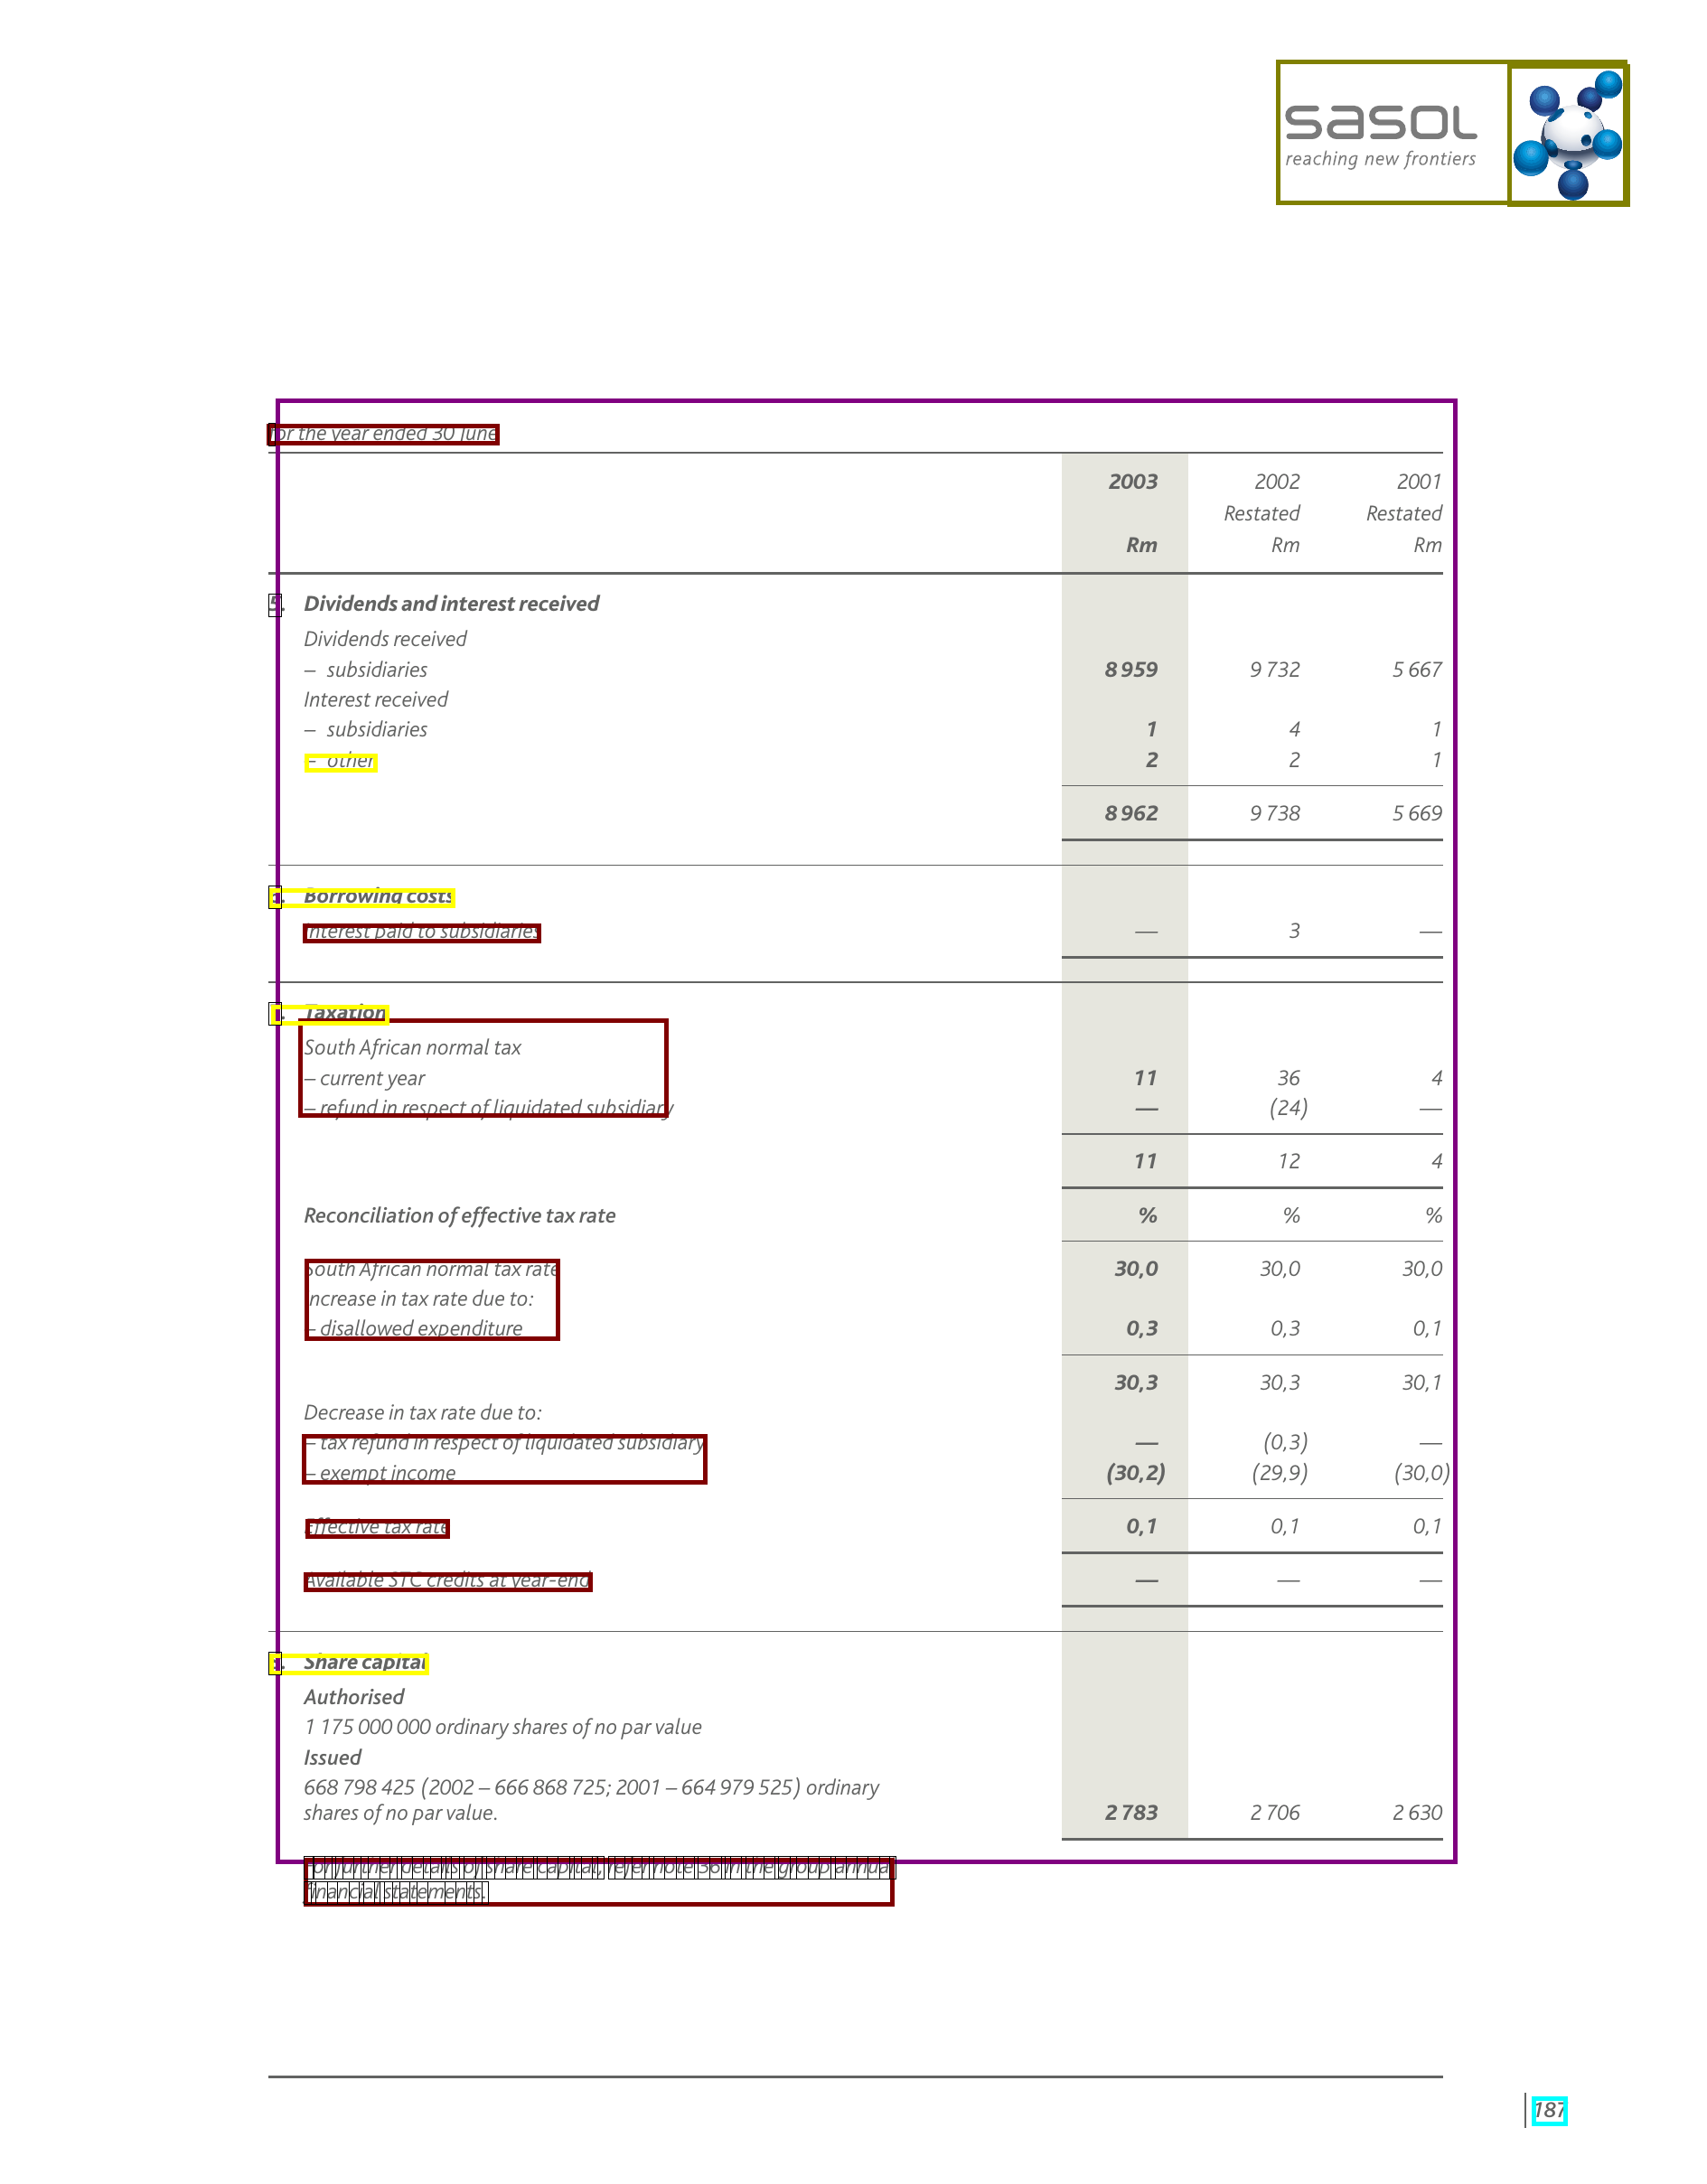 sasol
reaching new frontiers
for the year ended 30 June
2003 2002 2001
Restated Restated
Rm Rm Rm
5. Dividends and interest received
Dividends received
– subsidiaries 8 959 9 732 5 667
Interest received
– subsidiaries 1 4 1
– other 2 2 1
8 962 9 738 5 669
Borrowing costs
Interest paid to subsidiaries — 3 —
Taxation
South African normal tax
– current year 11 36 4
– refund in respect of liquidated subsidiary — (24) —
11 12 4
Reconciliation of effective tax rate % % %
South African normal tax rate 30,0 30,0 30,0
Increase in tax rate due to:
– disallowed expenditure 0,3 0,3 0,1
30,3 30,3 30,1
Decrease in tax rate due to:
– tax refund in respect of liquidated subsidiary — (0,3) —
– exempt income (30,2) (29,9) (30,0)
Effective tax rate 0,1 0,1 0,1
Available STC credits at year-end — — —
Share capital
Authorised
1 175 000 000 ordinary shares of no par value
Issued
668 798 425 (2002 – 666 868 725; 2001 – 664 979 525) ordinary
shares of no par value. 2 783 2 706 2 630
For further details of share capital, refer note 36 in the group annual
financial statements.
187